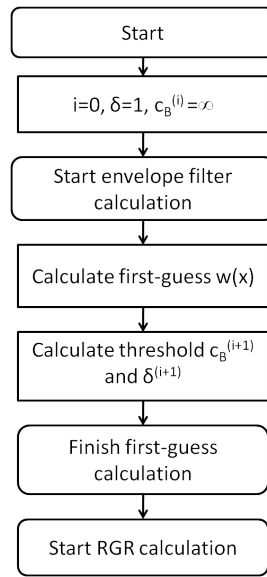 Start
i=0, δ=1, c_B^(i)=∞
Start envelope filter
calculation
Calculate first-guess w(x)
Calculate threshold c_B^(i+1)
and δ^(i+1)
Finish first-guess
calculation
Start RGR calculation